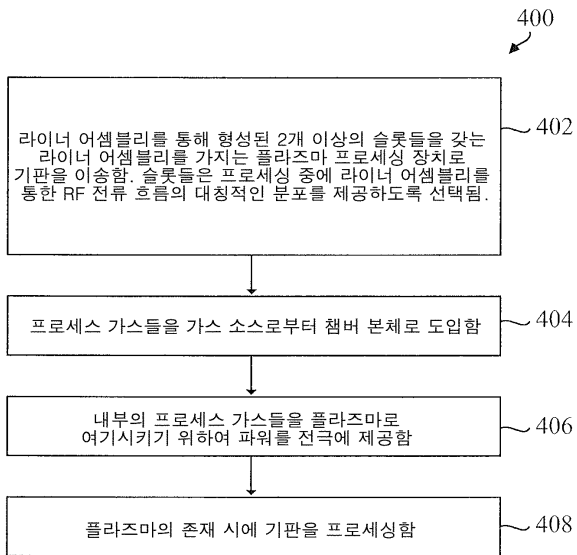 400
라이너 어셈블리를 통해 형성된 2개 이상의 슬롯들을 갖는
라이너 어셈블리를 가지는 플라즈마 프로세싱 장치로
기판을 이송함. 슬롯들은 프로세싱 중에 라이너 어셈블리를
통한 RF 전류 흐름의 대칭적인 분포를 제공하도록 선택됨.
402
프로세스 가스들을 가스 소스로부터 챔버 본체로 도입함
404
내부의 프로세스 가스들을 플라즈마로
여기시키기 위하여 파워를 전극에 제공함
406
플라즈마의 존재 시에 기판을 프로세싱함
408